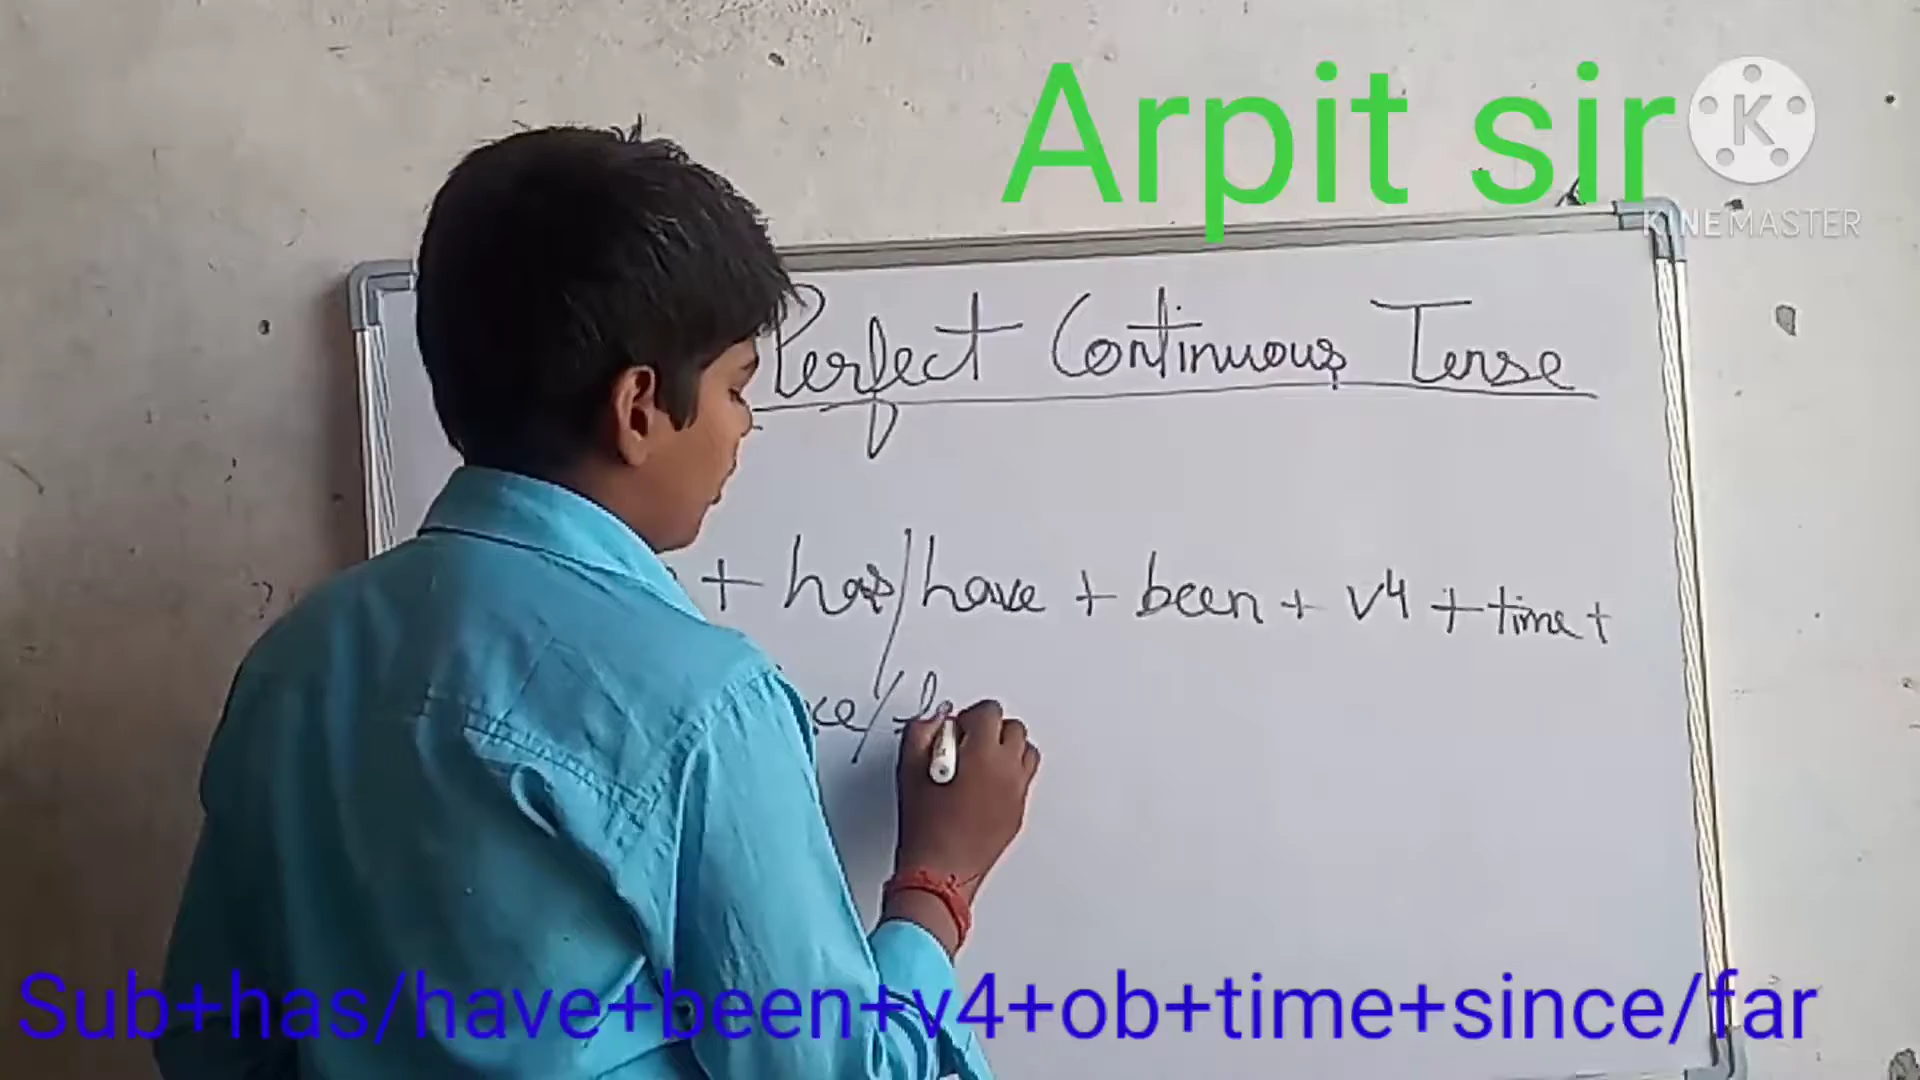 Arpit sir
K
KINEMASTER
Perfect Continuous Tense
+ has/have + been + v4 + time +
Sub+has/have+been+v4+ob+time+since/far